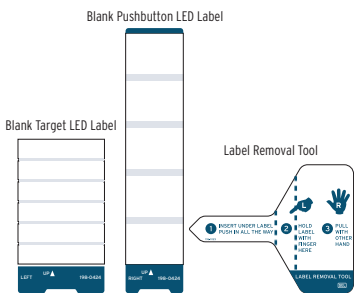 Blank Pushbutton LED Label
Blank Target LED Label
Label Removal Tool
1 INSERT UNDER LABEL
PUSH IN ALL THE WAY
2 HOLD
LABEL
WITH
FINGER
HERE
3 PULL
WITH
OTHER
HAND
L
R
LABEL REMOVAL TOOL
LEFT UP 198-0424
RIGHT UP 198-0424